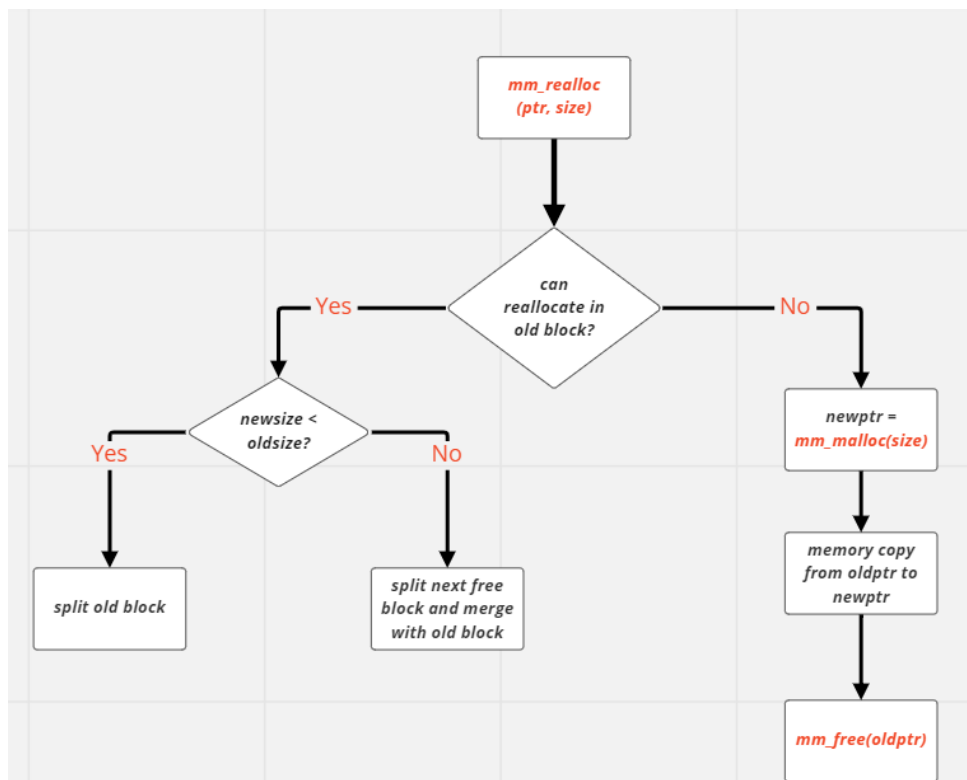 mm_realloc
(ptr, size)
can
reallocate in
old block?
Yes
No
newsize <
oldsize?
newptr =
mm_malloc(size)
Yes
No
memory copy
from oldptr to
newptr
split old block
split next free
block and merge
with old block
mm_free(oldptr)